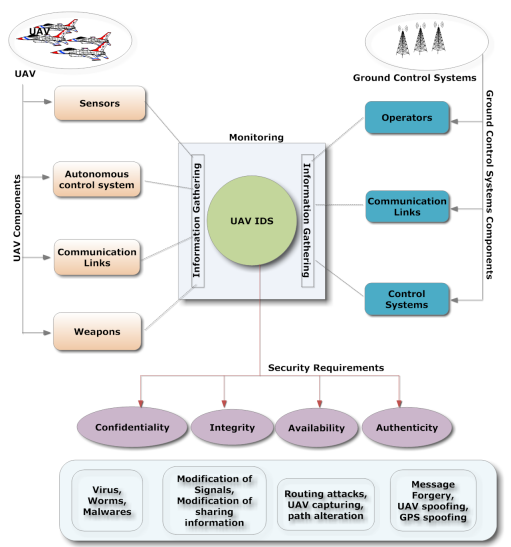 UAV
UAV
Ground Control Systems
Sensors
Autonomous
control system
Communication
Links
Weapons
UAV Components
Monitoring
Information Gathering
UAV IDS
Information Gathering
Operators
Communication
Links
Control
Systems
Ground Control Systems Components
Security Requirements
Confidentiality
Integrity
Availability
Authenticity
Virus,
Worms,
Malwares
Modification of
Signals,
Modification of
sharing
information
Routing attacks,
UAV capturing,
path alteration
Message
Forgery,
UAV spoofing,
GPS spoofing